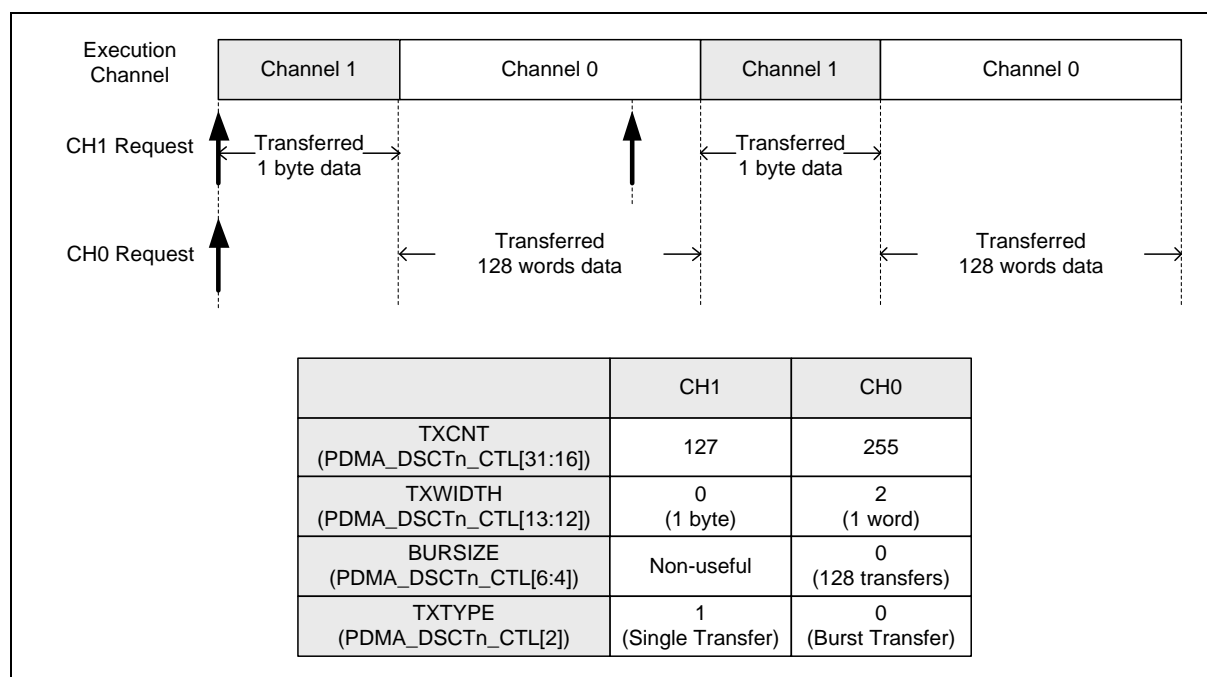 Execution
Channel
Channel 1
Channel 0
Channel 1
Channel 0
CH1 Request
Transferred
1 byte data
Transferred
1 byte data
CH0 Request
Transferred
128 words data
Transferred
128 words data
CH1
CH0
TXCNT
(PDMA_DSCTn_CTL[31:16])
127
255
TXWIDTH
(PDMA_DSCTn_CTL[13:12])
0
(1 byte)
2
(1 word)
BURSIZE
(PDMA_DSCTn_CTL[6:4])
Non-useful
0
(128 transfers)
TXTYPE
(PDMA_DSCTn_CTL[2])
1
(Single Transfer)
0
(Burst Transfer)